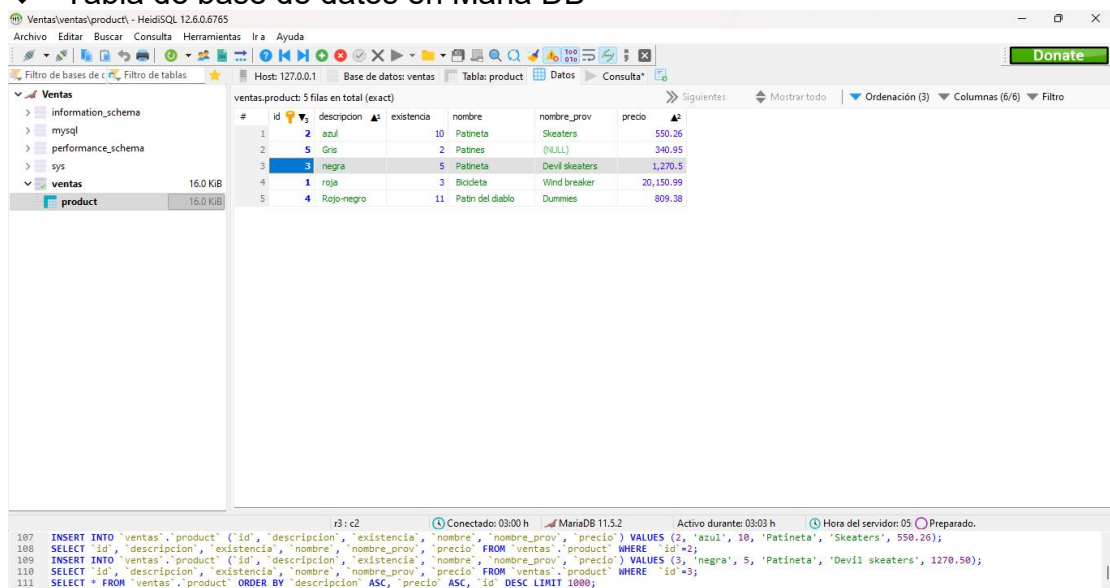 Tabla de base de datos en Maria DB
Ventas\ventas\product\ - HeidiSQL 12.6.0.6765
Archivo Editar Buscar Consulta Herramientas Ir a Ayuda
Donate
Filtro de bases de d Filtro de tablas
Host: 127.0.0.1 Base de datos: ventas Tabla: product Datos Consulta*
Ventas
information_schema
mysql
performance_schema
sys
ventas 16.0 KiB
product 16.0 KiB
ventas.product: 5 filas en total (exact) Siguientes Mostrar todo Ordenación (3) Columnas (6/6) Filtro
# id descripcion existencia nombre nombre_prov precio
1 2 azul 10 Patineta Skeaters 550.26
2 5 Gris 2 Patines (NULL) 340.95
3 3 negra 5 Patineta Devil skeaters 1,270.5
4 1 roja 3 Bicicleta Wind breaker 20,150.99
5 4 Rojo-negro 11 Patin del diablo Dummies 809.38
r3 : c2 Conectado: 03:00 h MariaDB 11.5.2 Activo durante: 03:03 h Hora del servidor: 05 Preparado.
107 INSERT INTO `ventas`.`product` (`id`, `descripcion`, `existencia`, `nombre`, `nombre_prov`, `precio`) VALUES (2, 'azul', 10, 'Patineta', 'Skeaters', 550.26);
108 SELECT `id`, `descripcion`, `existencia`, `nombre`, `nombre_prov`, `precio` FROM `ventas`.`product` WHERE `id`=2;
109 INSERT INTO `ventas`.`product` (`id`, `descripcion`, `existencia`, `nombre`, `nombre_prov`, `precio`) VALUES (3, 'negra', 5, 'Patineta', 'Devil skeaters', 1270.50);
110 SELECT `id`, `descripcion`, `existencia`, `nombre`, `nombre_prov`, `precio` FROM `ventas`.`product` WHERE `id`=3;
111 SELECT * FROM `ventas`.`product` ORDER BY `descripcion` ASC, `precio` ASC, `id` DESC LIMIT 1000;